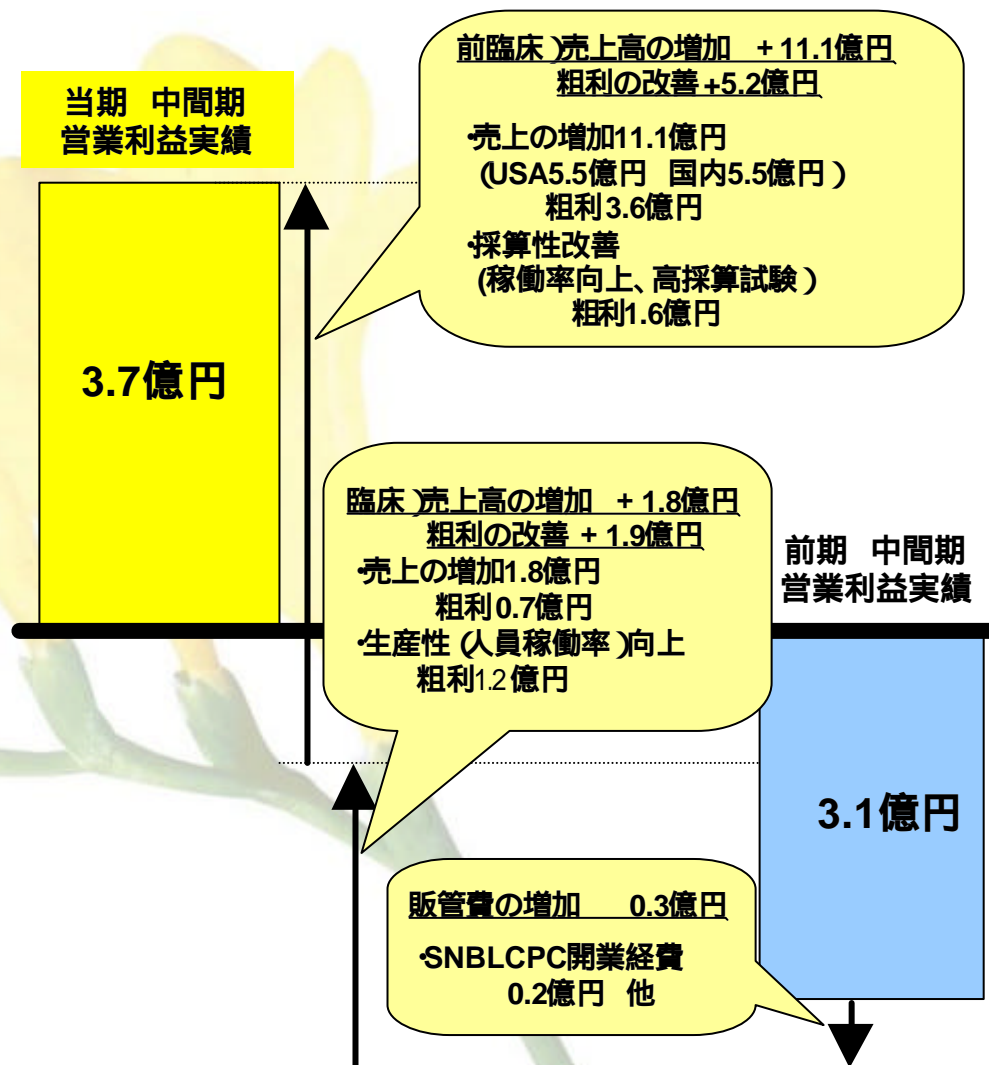 当期 中間期
営業利益実績
3.7億円
前臨床)売上高の増加 +11.1億円
粗利の改善+5.2億円
・売上の増加11.1億円
(USA5.5億円 国内5.5億円)
粗利3.6億円
・採算性改善
(稼働率向上、高採算試験)
粗利1.6億円
臨床)売上高の増加 +1.8億円
粗利の改善+1.9億円
・売上の増加1.8億円
粗利0.7億円
・生産性(人員稼働率)向上
粗利1.2億円
前期 中間期
営業利益実績
3.1億円
販管費の増加 0.3億円
・SNBLCPC開業経費
0.2億円 他